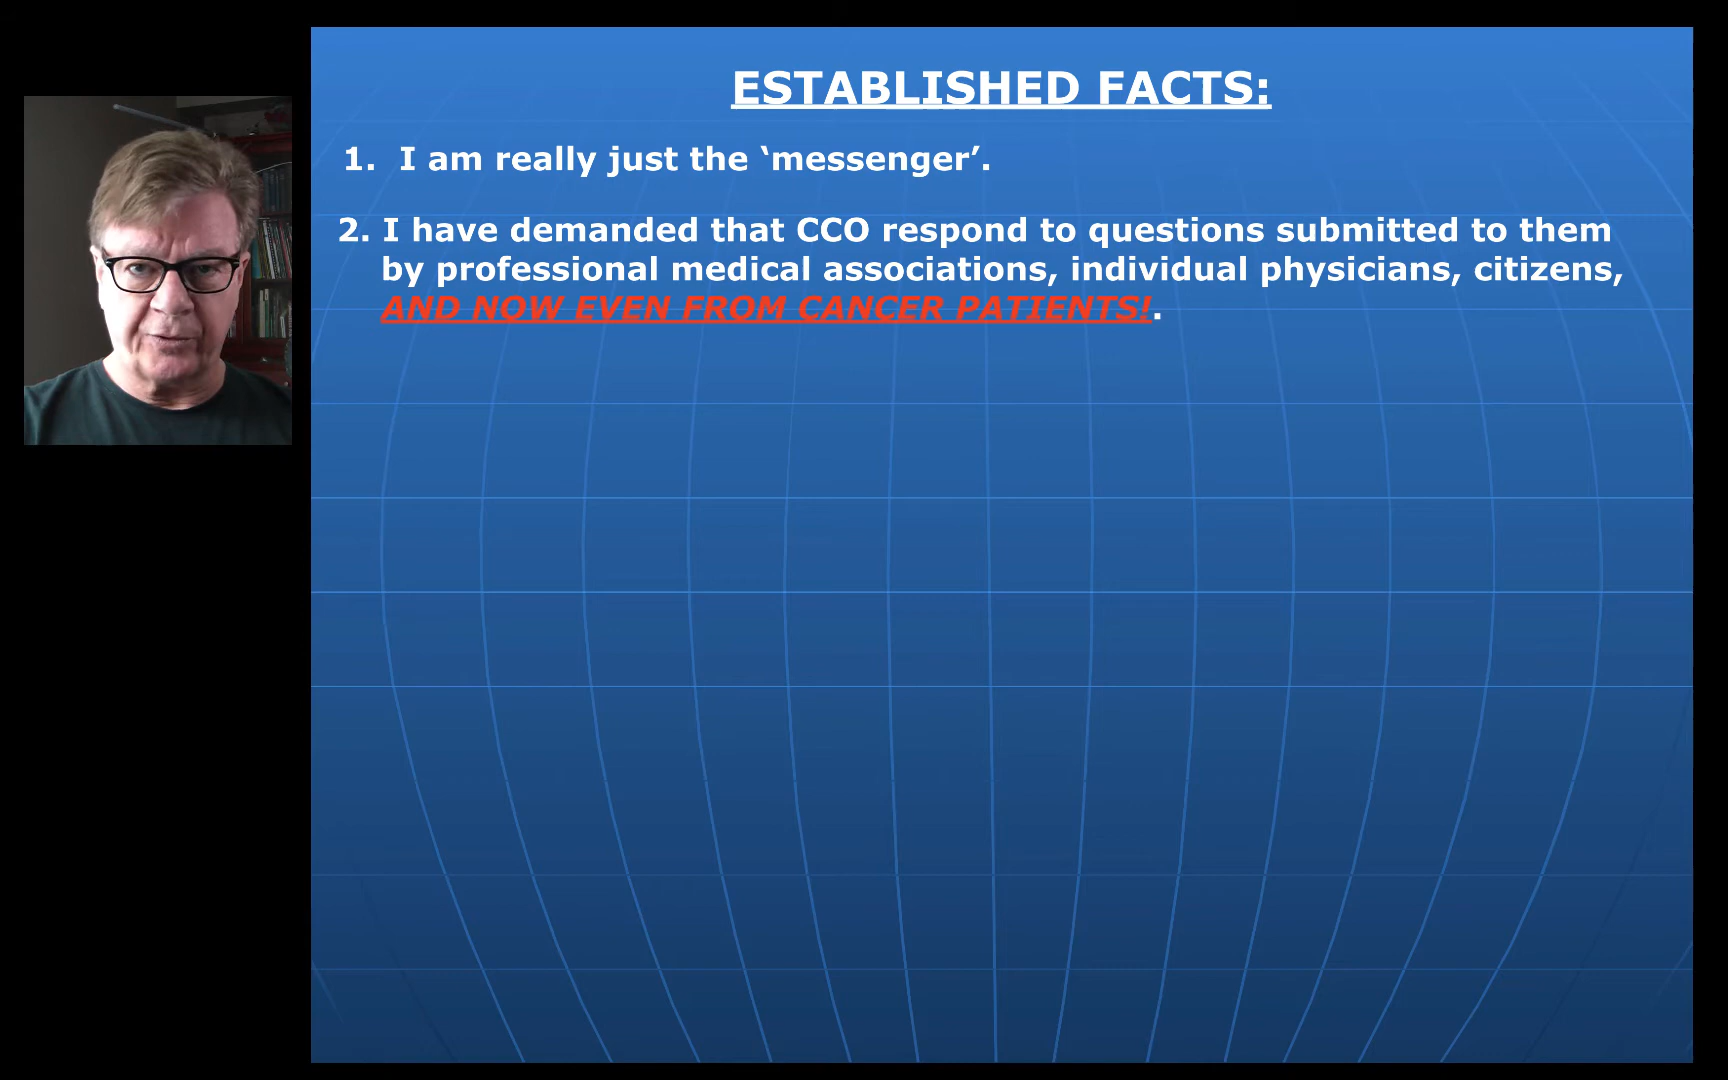 ESTABLISHED FACTS:
1. I am really just the ‘messenger’.
2. I have demanded that CCO respond to questions submitted to them
by professional medical associations, individual physicians, citizens,
AND NOW EVEN FROM CANCER PATIENTS!.